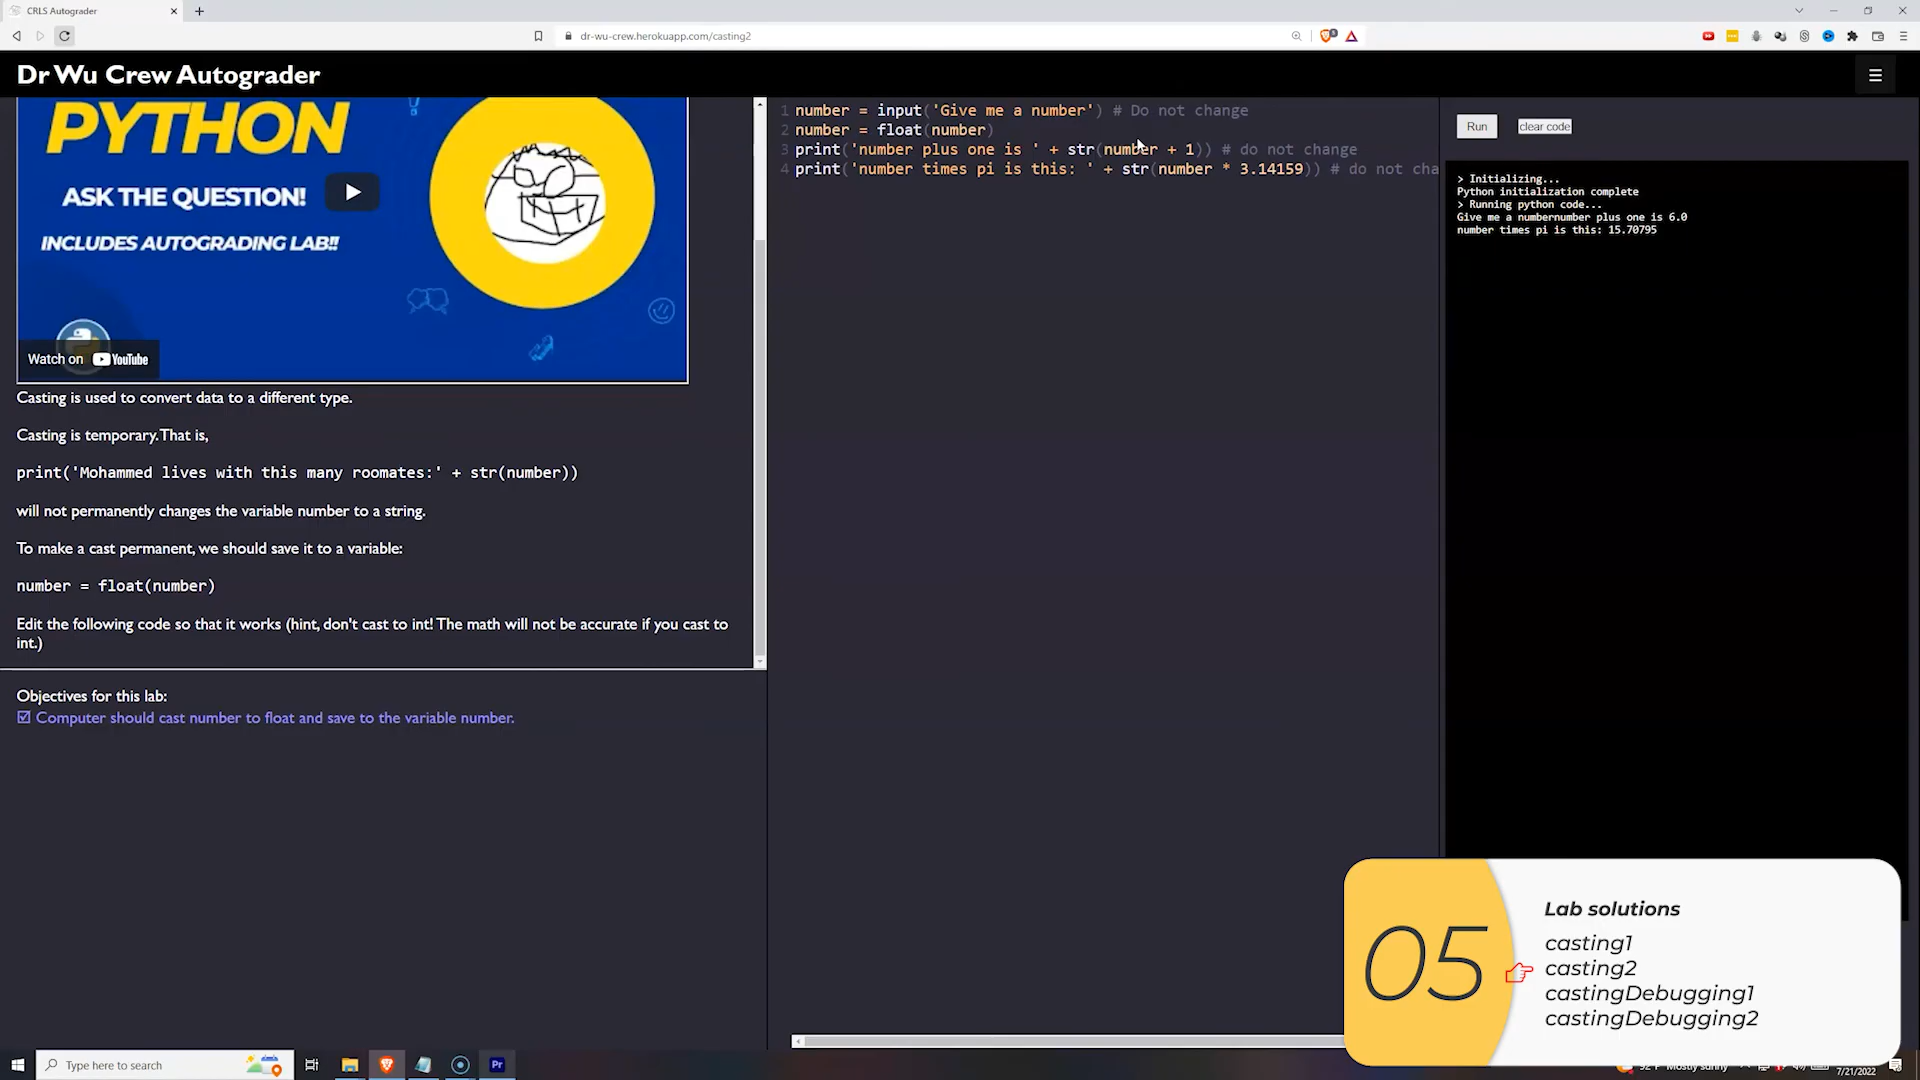 CRLS Autograder
dr-wu-crew.herokuapp.com/casting2
Dr Wu Crew Autograder
PYTHON
ASK THE QUESTION!
INCLUDES AUTOGRADING LAB!!
Watch on YouTube
Casting is used to convert data to a different type.
Casting is temporary. That is,
print('Mohammed lives with this many roomates:' + str(number))
will not permanently changes the variable number to a string.
To make a cast permanent, we should save it to a variable:
number = float(number)
Edit the following code so that it works (hint, don't cast to int! The math will not be accurate if you cast to
int.)
Objectives for this lab:
Computer should cast number to float and save to the variable number.
1 number = input('Give me a number') # Do not change
2 number = float(number)
3 print('number plus one is ' + str(number + 1)) # do not change
4 print('number times pi is this: ' + str(number * 3.14159)) # do not cha
Run
clear code
> Initializing...
Python initialization complete
> Running python code...
Give me a numbernumber plus one is 6.0
number times pi is this: 15.70795
05
Lab solutions
casting1
casting2
castingDebugging1
castingDebugging2
Type here to search
Pr
92°F Mostly sunny
7/21/2022